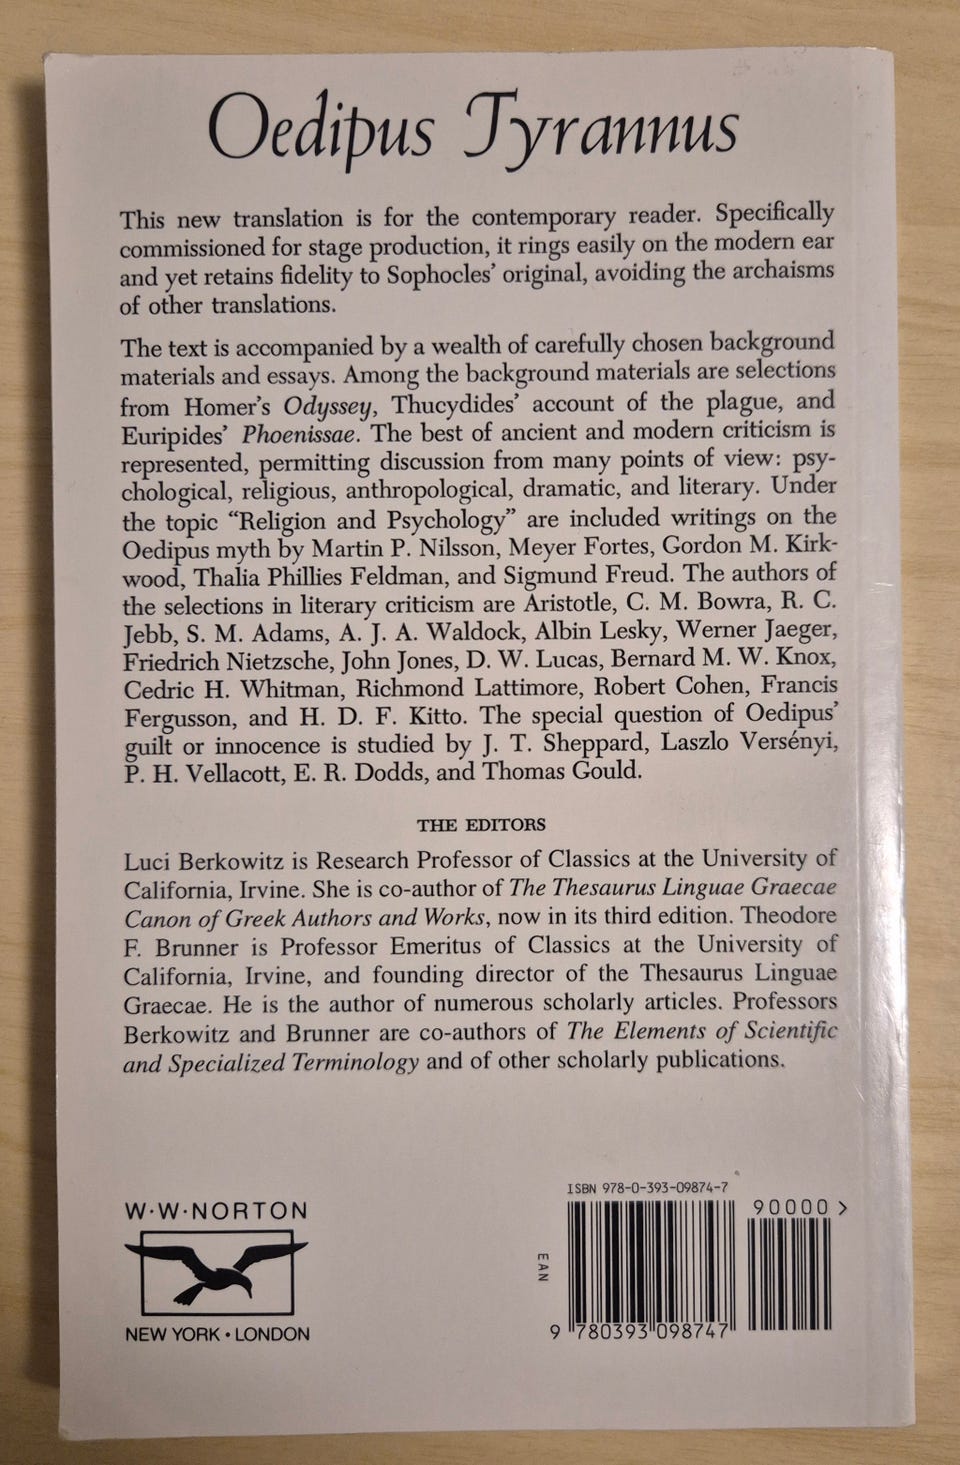 Oedipus Tyrannus
This new translation is for the contemporary reader. Specifically
commissioned for stage production, it rings easily on the modern ear
and yet retains fidelity to Sophocles’ original, avoiding the archaisms
of other translations.
The text is accompanied by a wealth of carefully chosen background
materials and essays. Among the background materials are selections
from Homer’s Odyssey, Thucydides’ account of the plague, and
Euripides’ Phoenissae. The best of ancient and modern criticism is
represented, permitting discussion from many points of view: psy-
chological, religious, anthropological, dramatic, and literary. Under
the topic “Religion and Psychology” are included writings on the
Oedipus myth by Martin P. Nilsson, Meyer Fortes, Gordon M. Kirk-
wood, Thalia Phillies Feldman, and Sigmund Freud. The authors of
the selections in literary criticism are Aristotle, C. M. Bowra, R. C.
Jebb, S. M. Adams, A. J. A. Waldock, Albin Lesky, Werner Jaeger,
Friedrich Nietzsche, John Jones, D. W. Lucas, Bernard M. W. Knox,
Cedric H. Whitman, Richmond Lattimore, Robert Cohen, Francis
Fergusson, and H. D. F. Kitto. The special question of Oedipus’
guilt or innocence is studied by J. T. Sheppard, Laszlo Versényi,
P. H. Vellacott, E. R. Dodds, and Thomas Gould.
THE EDITORS
Luci Berkowitz is Research Professor of Classics at the University of
California, Irvine. She is co-author of The Thesaurus Linguae Graecae
Canon of Greek Authors and Works, now in its third edition. Theodore
F. Brunner is Professor Emeritus of Classics at the University of
California, Irvine, and founding director of the Thesaurus Linguae
Graecae. He is the author of numerous scholarly articles. Professors
Berkowitz and Brunner are co-authors of The Elements of Scientific
and Specialized Terminology and of other scholarly publications.
W·W·NORTON
NEW YORK • LONDON
ISBN 978-0-393-09874-7
90000>
EAN
9 780393 098747